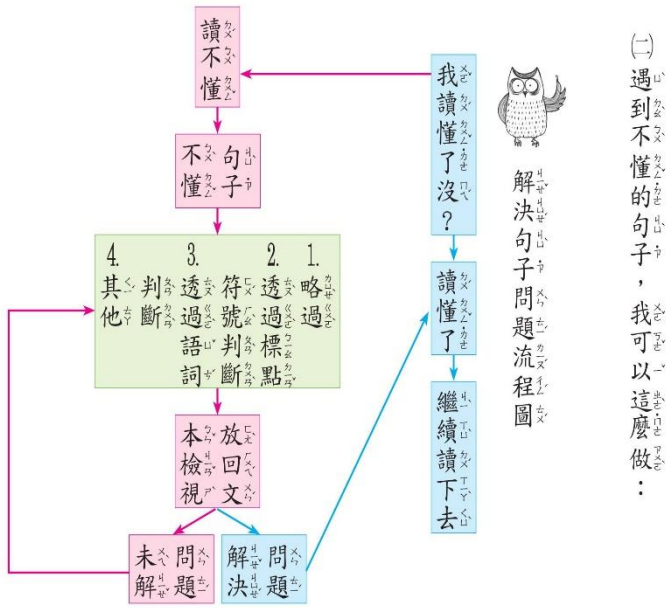 ㈡遇到不懂的句子，我可以這麼做：
解決句子問題流程圖
我讀懂了沒？
讀懂了
繼續讀下去
讀不懂
句子
不懂
1.略過
2.透過標點
符號判斷
3.透過語詞
判斷
4.其他
放回文
本檢視
問題
解決
問題
未解